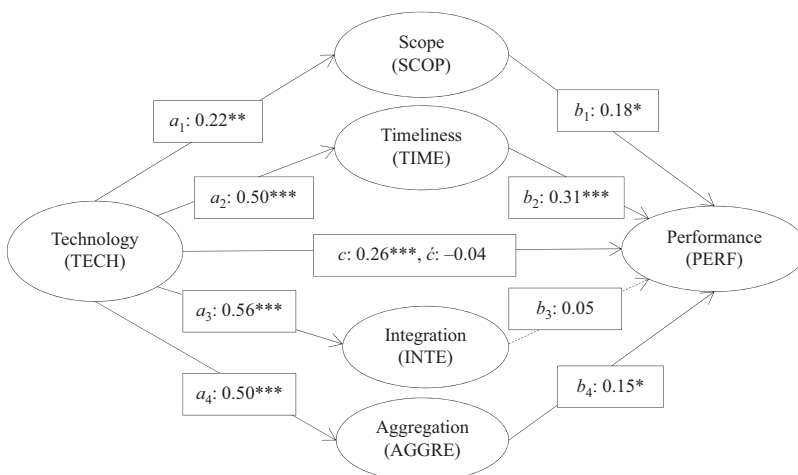 Scope
(SCOP)
a₁: 0.22**
b₁: 0.18*
Timeliness
(TIME)
a₂: 0.50***
b₂: 0.31***
Technology
(TECH)
c: 0.26***, ć: –0.04
Performance
(PERF)
a₃: 0.56***
b₃: 0.05
Integration
(INTE)
a₄: 0.50***
b₄: 0.15*
Aggregation
(AGGRE)